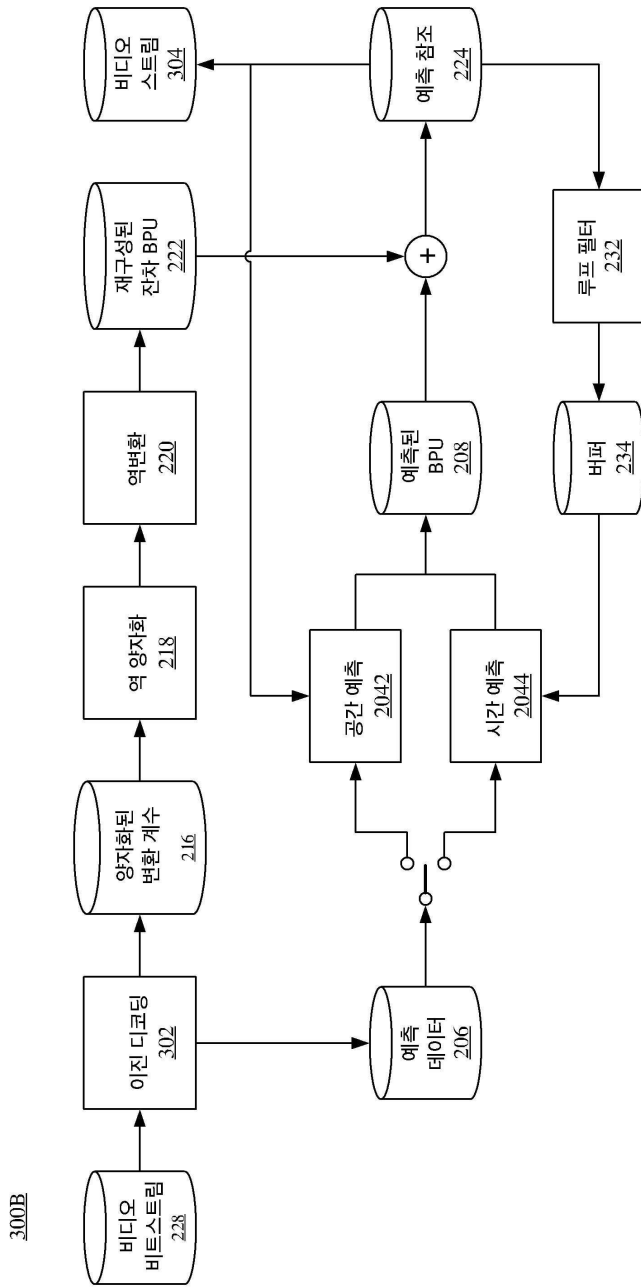 300B
비디오
비트스트림
228
이진 디코딩
302
양자화된
변환 계수
216
역 양자화
218
역변환
220
재구성된
잔차 BPU
222
비디오
스트림
304
예측
데이터
206
공간 예측
2042
시간 예측
2044
예측된
BPU
208
+
예측 참조
224
루프 필터
232
버퍼
234